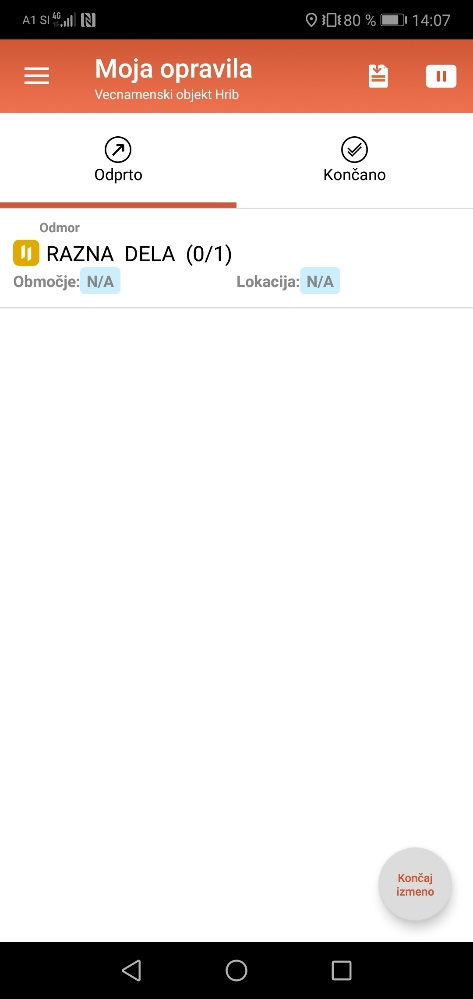 A1 SI 4G 80 % 14:07
Moja opravila
Vecnamenski objekt Hrib
Odprto
Končano
Odmor
RAZNA DELA (0/1)
Območje: N/A
Lokacija: N/A
Končaj
izmeno